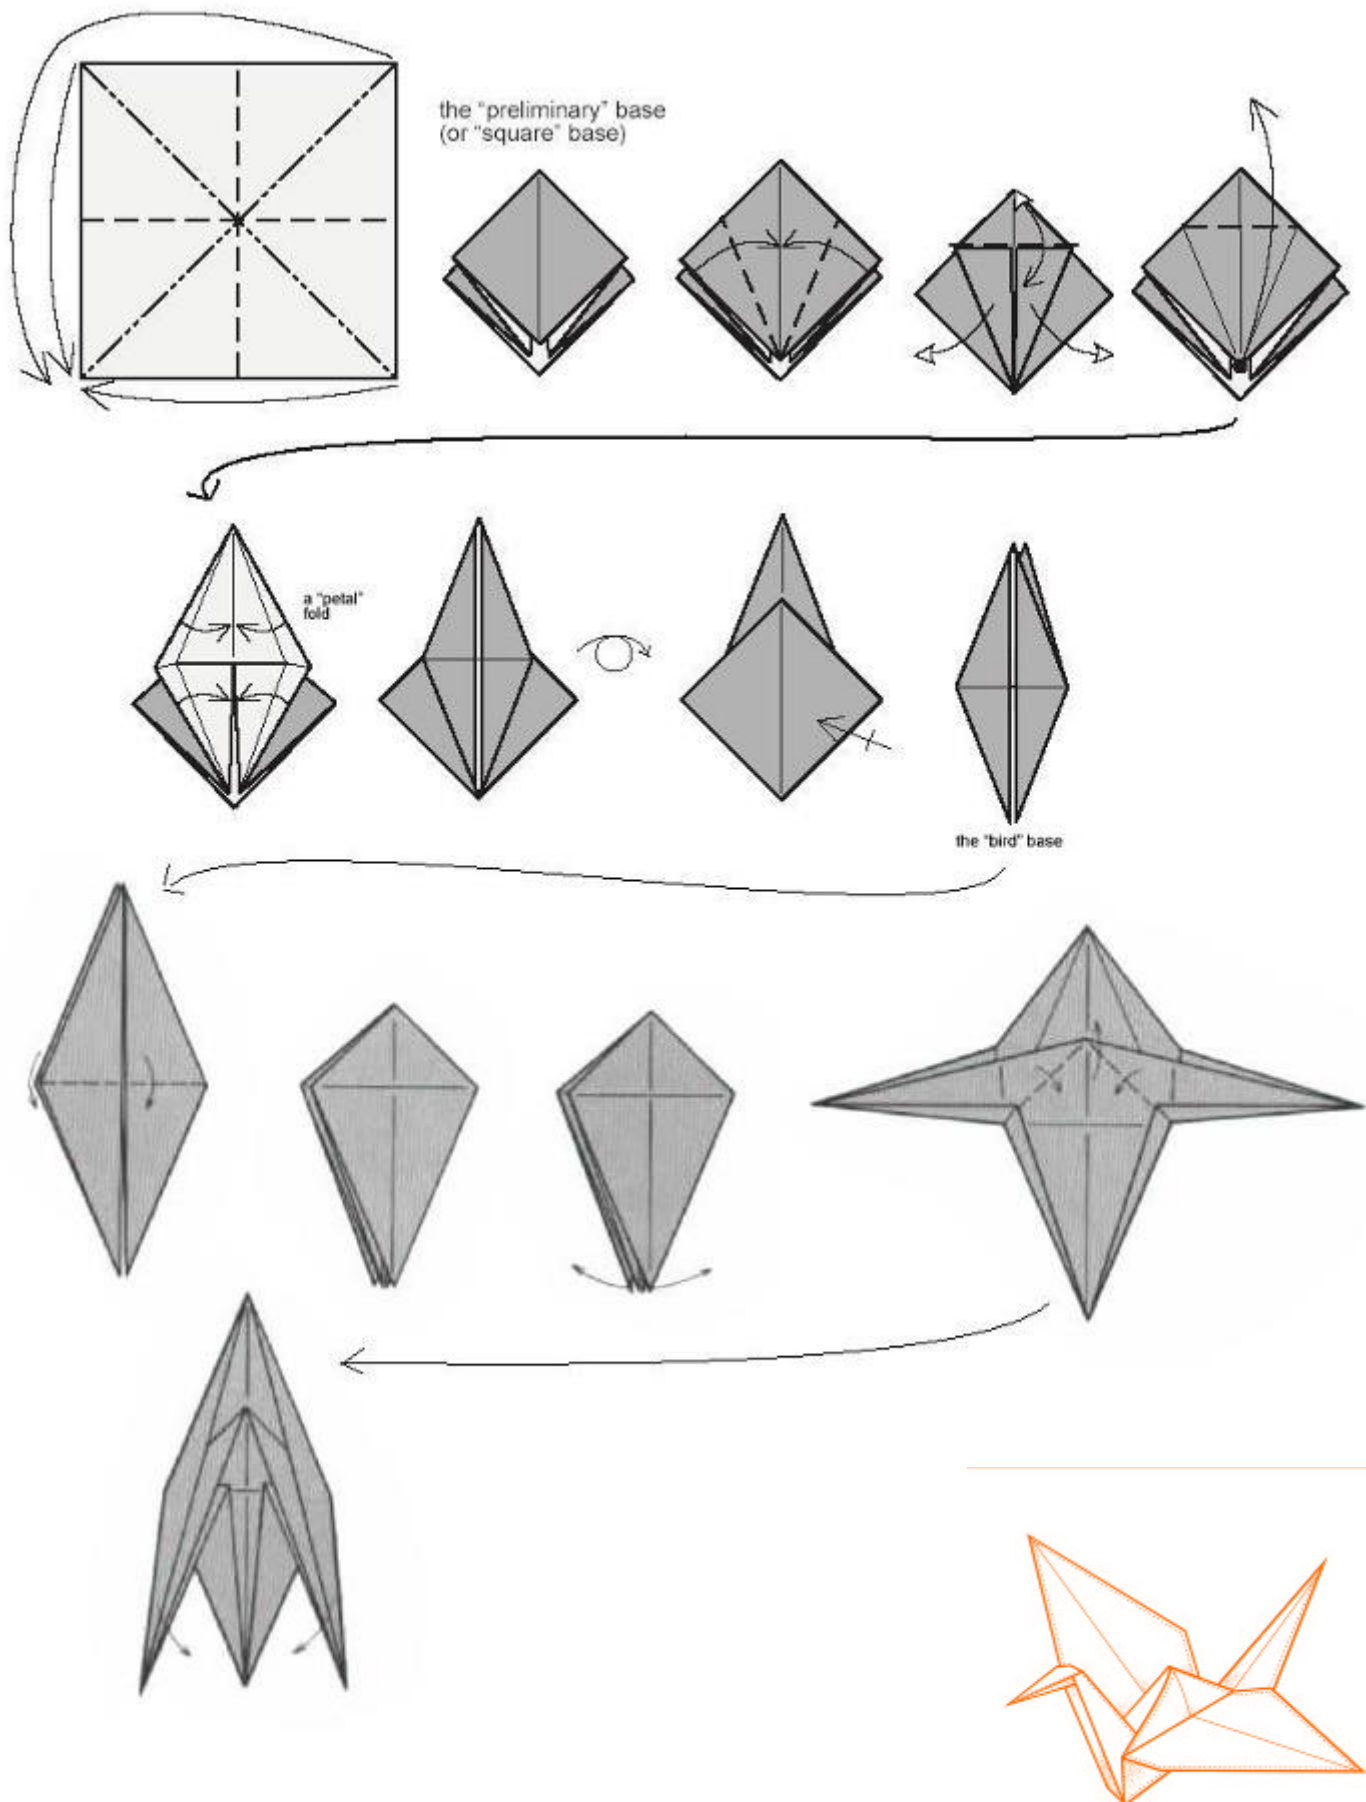 the "preliminary" base
(or "square" base)
a "petal"
fold
the "bird" base